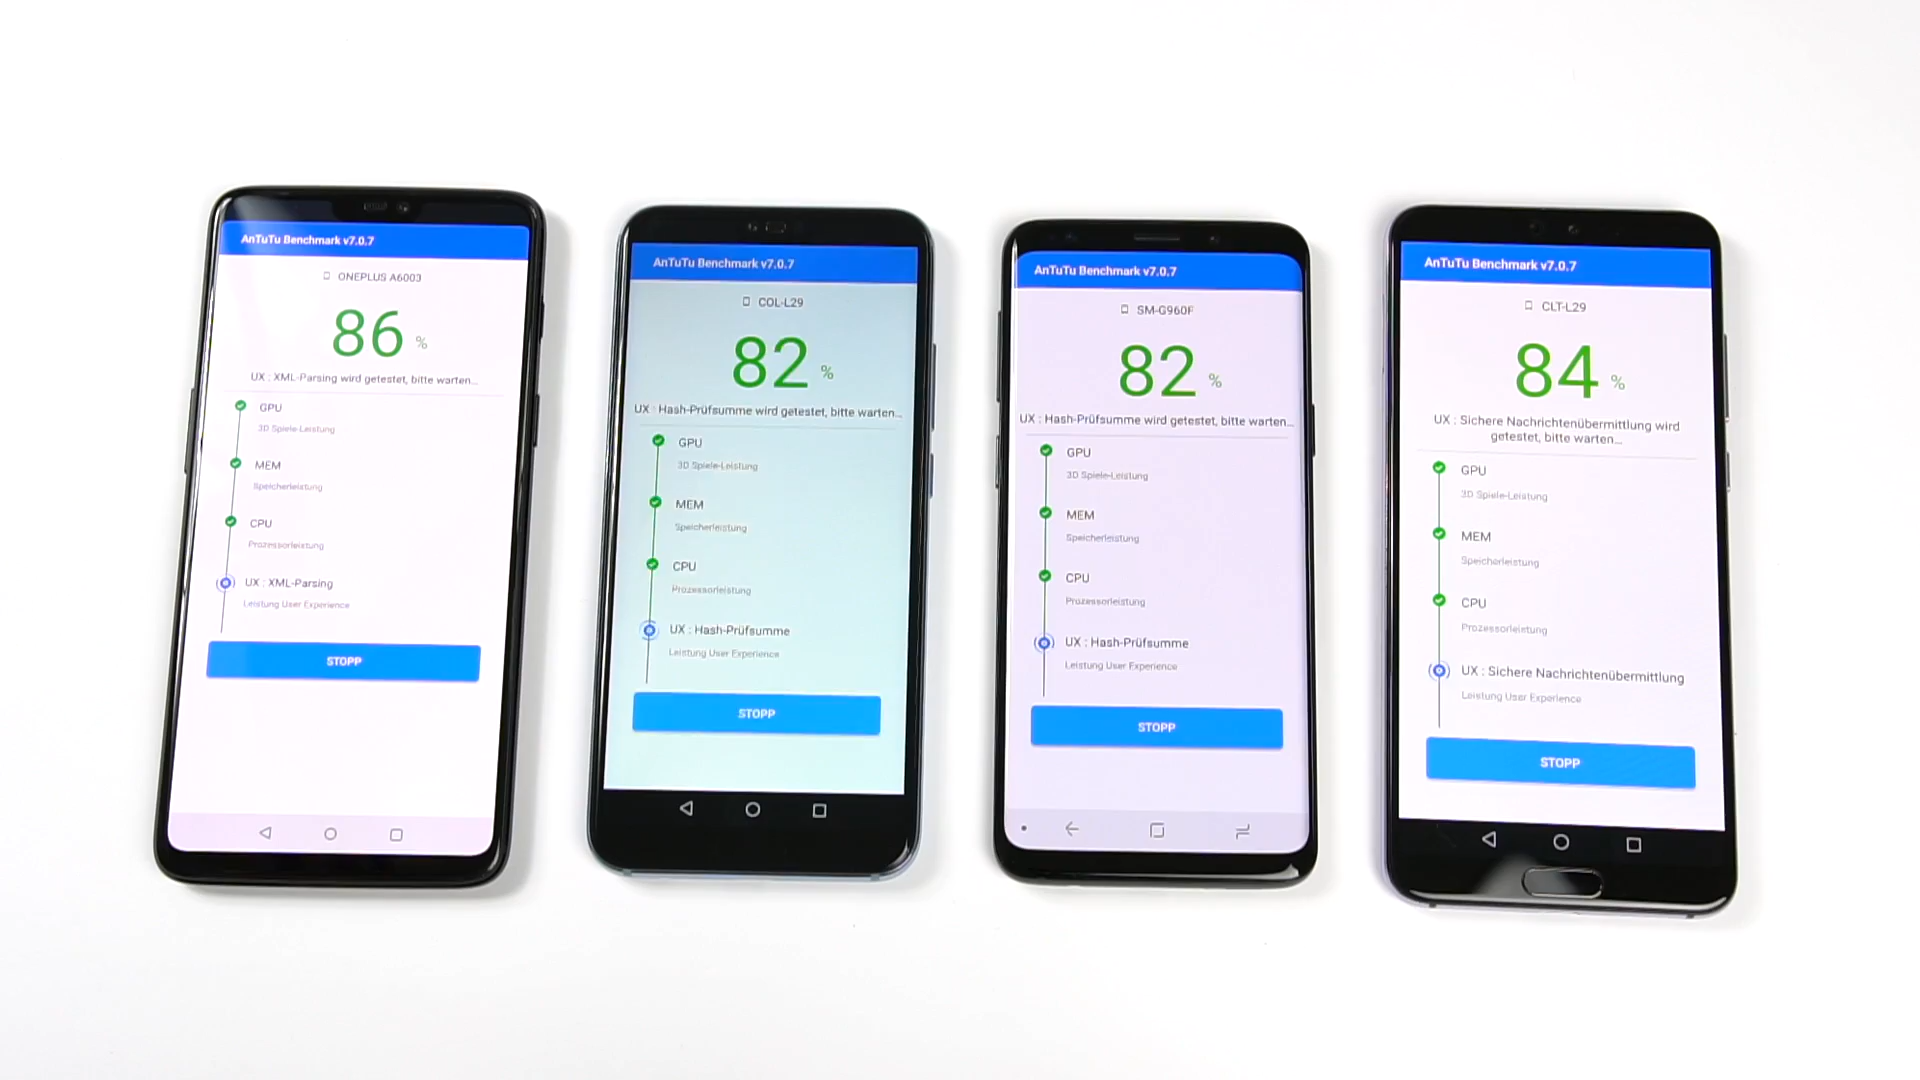 AnTuTu Benchmark v7.0.7
ONEPLUS A6003
86 %
UX : XML-Parsing wird getestet, bitte warten...
GPU
3D Spiele-Leistung
MEM
Speicherleistung
CPU
Prozessorleistung
UX : XML-Parsing
Leistung User Experience
STOPP
AnTuTu Benchmark v7.0.7
COL-L29
82 %
UX : Hash-Prüfsumme wird getestet, bitte warten...
GPU
3D Spiele-Leistung
MEM
Speicherleistung
CPU
Prozessorleistung
UX : Hash-Prüfsumme
Leistung User Experience
STOPP
AnTuTu Benchmark v7.0.7
SM-G960F
82 %
UX : Hash-Prüfsumme wird getestet, bitte warten...
GPU
3D Spiele-Leistung
MEM
Speicherleistung
CPU
Prozessorleistung
UX : Hash-Prüfsumme
Leistung User Experience
STOPP
AnTuTu Benchmark v7.0.7
CLT-L29
84 %
UX : Sichere Nachrichtenübermittlung wird
getestet, bitte warten...
GPU
3D Spiele-Leistung
MEM
Speicherleistung
CPU
Prozessorleistung
UX : Sichere Nachrichtenübermittlung
Leistung User Experience
STOPP